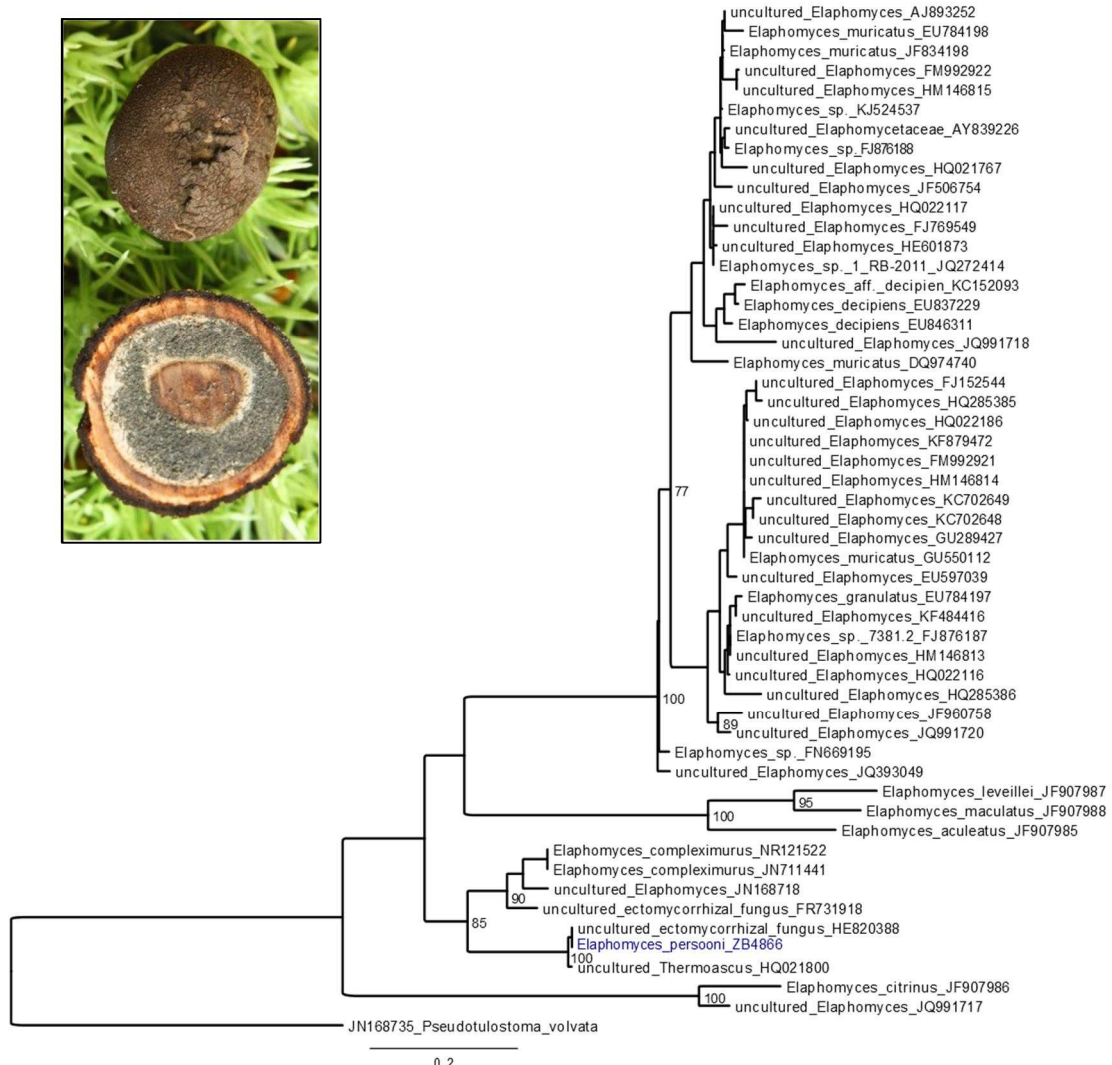 uncultured_Elaphomyces_AJ893252
Elaphomyces_muricatus_EU784198
Elaphomyces_muricatus_JF834198
uncultured_Elaphomyces_FM992922
uncultured_Elaphomyces_HM146815
Elaphomyces_sp._KJ524537
uncultured_Elaphomycetaceae_AY839226
Elaphomyces_sp_FJ876188
uncultured_Elaphomyces_HQ021767
uncultured_Elaphomyces_JF506754
uncultured_Elaphomyces_HQ022117
uncultured_Elaphomyces_FJ769549
uncultured_Elaphomyces_HE601873
Elaphomyces_sp._1_RB-2011_JQ272414
Elaphomyces_aff._decipien_KC152093
Elaphomyces_decipiens_EU837229
Elaphomyces_decipiens_EU846311
uncultured_Elaphomyces_JQ991718
Elaphomyces_muricatus_DQ974740
uncultured_Elaphomyces_FJ152544
uncultured_Elaphomyces_HQ285385
uncultured_Elaphomyces_HQ022186
uncultured_Elaphomyces_KF879472
uncultured_Elaphomyces_FM992921
uncultured_Elaphomyces_HM146814
77
uncultured_Elaphomyces_KC702649
uncultured_Elaphomyces_KC702648
uncultured_Elaphomyces_GU289427
Elaphomyces_muricatus_GU550112
uncultured_Elaphomyces_EU597039
Elaphomyces_granulatus_EU784197
uncultured_Elaphomyces_KF484416
Elaphomyces_sp._7381.2_FJ876187
uncultured_Elaphomyces_HM146813
uncultured_Elaphomyces_HQ022116
uncultured_Elaphomyces_HQ285386
100
uncultured_Elaphomyces_JF960758
89
uncultured_Elaphomyces_JQ991720
Elaphomyces_sp._FN669195
uncultured_Elaphomyces_JQ393049
Elaphomyces_leveillei_JF907987
95
Elaphomyces_maculatus_JF907988
100
Elaphomyces_aculeatus_JF907985
Elaphomyces_compleximurus_NR121522
Elaphomyces_compleximurus_JN711441
uncultured_Elaphomyces_JN168718
90
uncultured_ectomycorrhizal_fungus_FR731918
85
uncultured_ectomycorrhizal_fungus_HE820388
Elaphomyces_persooni_ZB4866
100
uncultured_Thermoascus_HQ021800
Elaphomyces_citrinus_JF907986
100
uncultured_Elaphomyces_JQ991717
JN168735_Pseudotulostoma_volvata
0.2